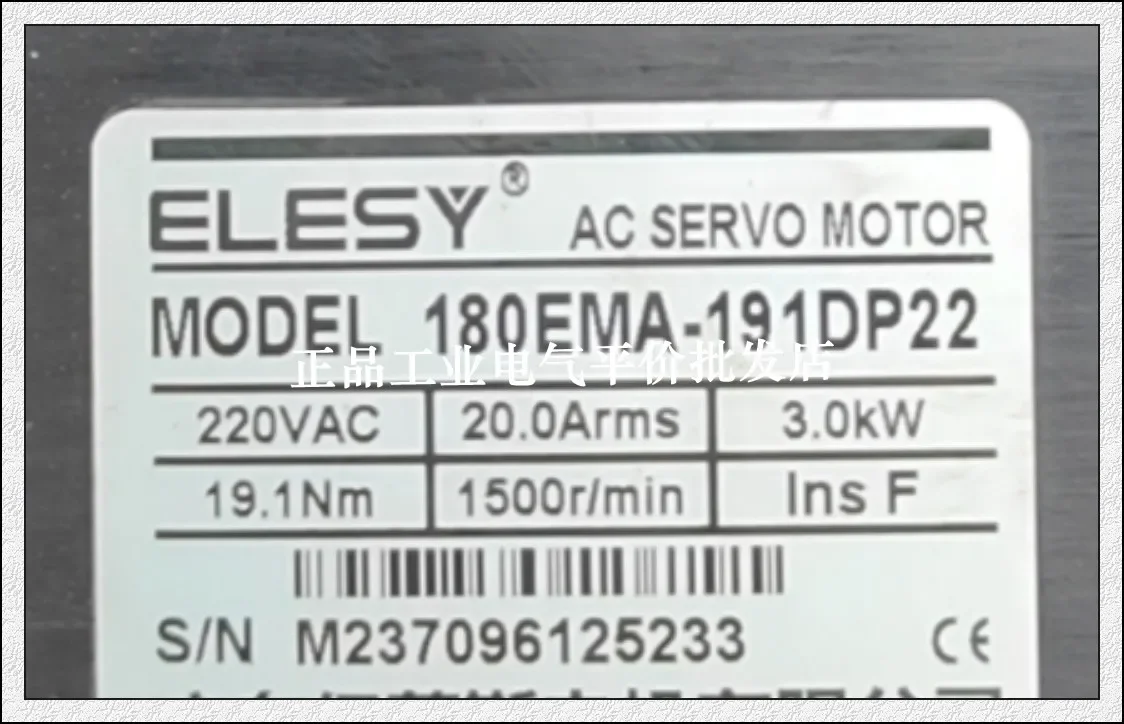 ELESY® AC SERVO MOTOR
MODEL 180EMA-191DP22
正品工业电气平价批发店
220VAC 20.0Arms 3.0kW
19.1Nm 1500r/min Ins F
S/N M237096125233 CE